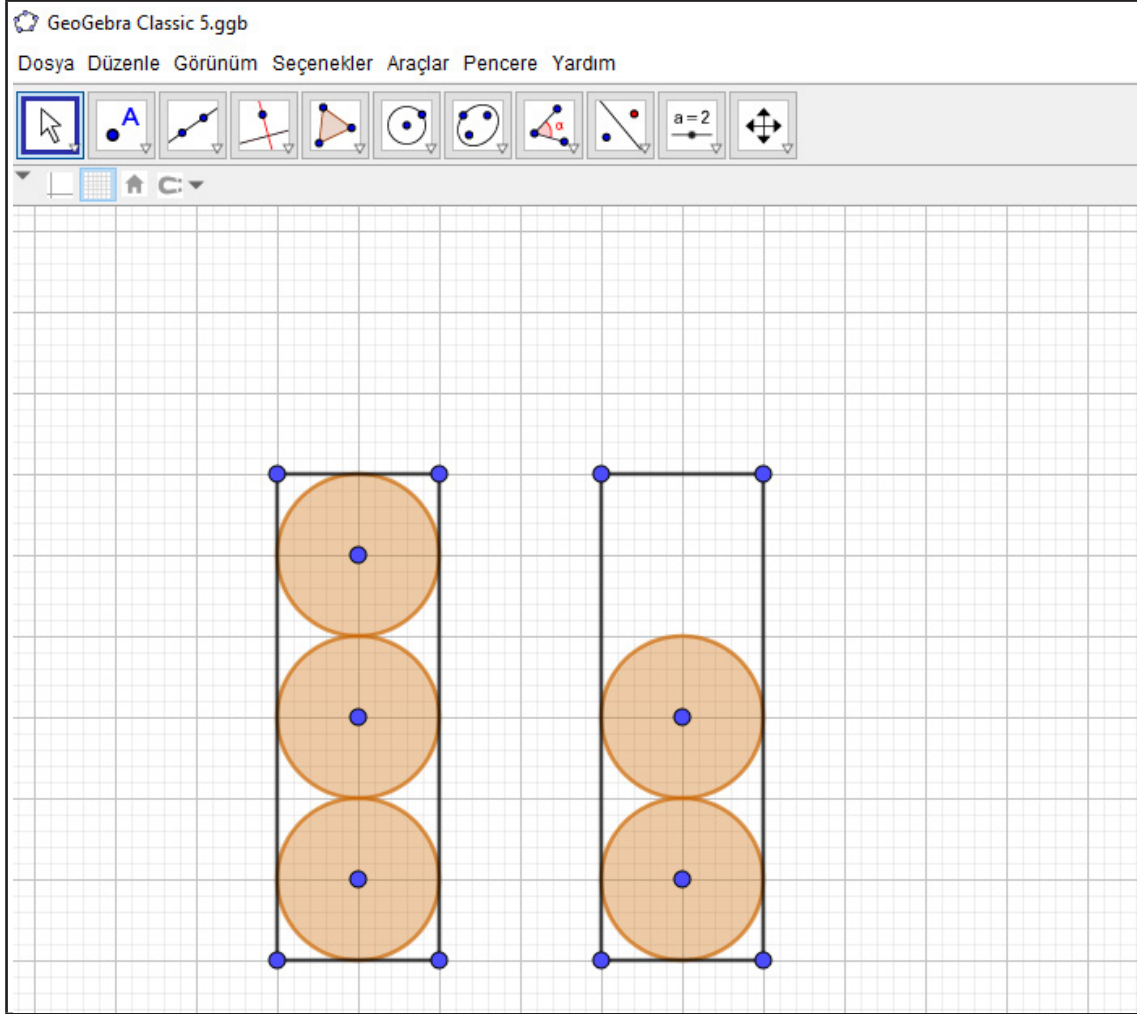 GeoGebra Classic 5.ggb
Dosya Düzenle Görünüm Seçenekler Araçlar Pencere Yardım
A
α
a = 2